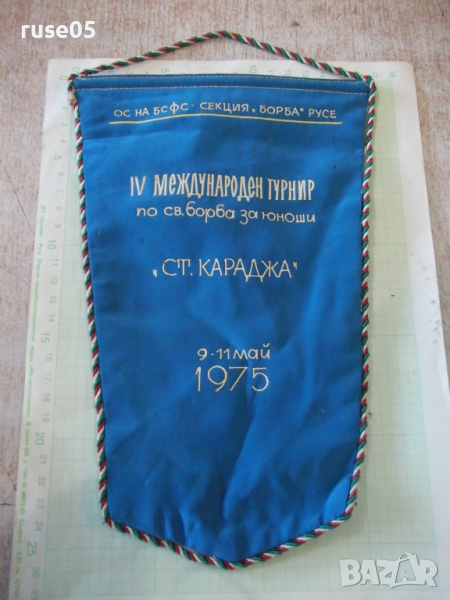 ruse05
ОС НА БСФС · СЕКЦИЯ „БОРБА" РУСЕ
IV МЕЖДУНАРОДЕН ТУРНИР
по св. борба за юноши
„СТ. КАРАДЖА"
9-11 май
1975
BAZAR